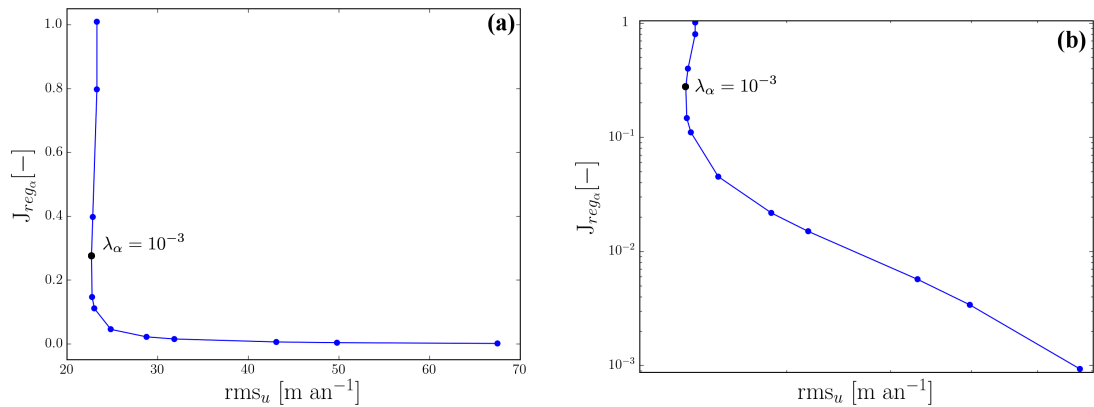 (a)
1.0
0.8
0.6
0.4
0.2
0.0
J_{reg_α}[−]
λ_α = 10^{−3}
20 30 40 50 60 70
rms_u [m an^{−1}]
(b)
1
10^{−1}
10^{−2}
10^{−3}
J_{reg_α}[−]
λ_α = 10^{−3}
rms_u [m an^{−1}]